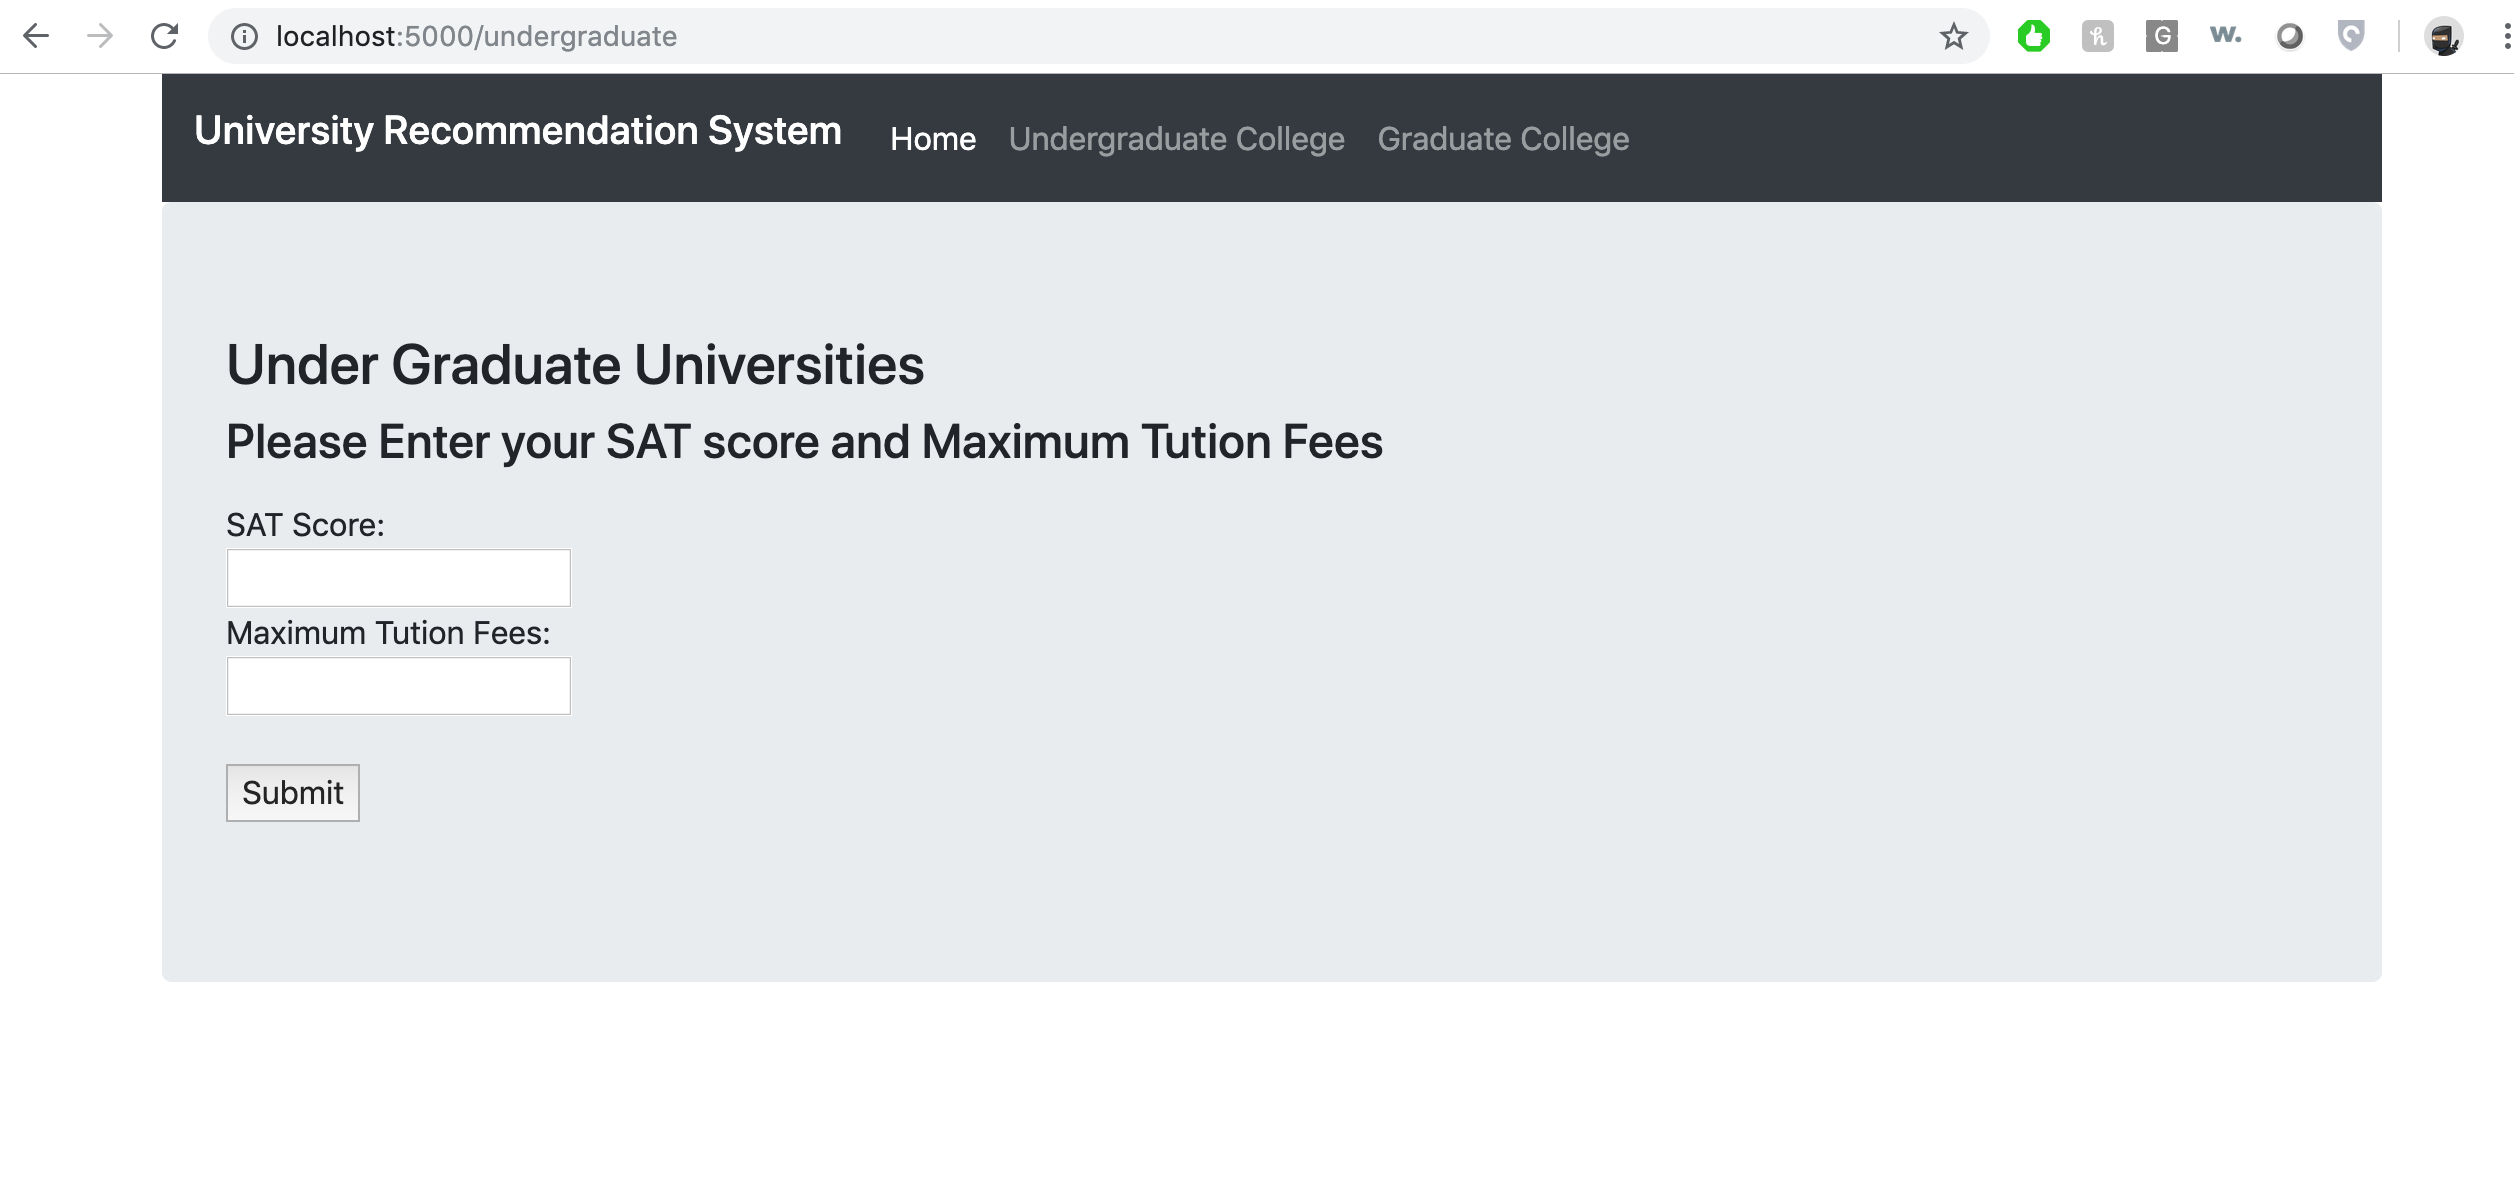 localhost:5000/undergraduate
University Recommendation System Home Undergraduate College Graduate College
Under Graduate Universities
Please Enter your SAT score and Maximum Tution Fees
SAT Score:
Maximum Tution Fees:
Submit